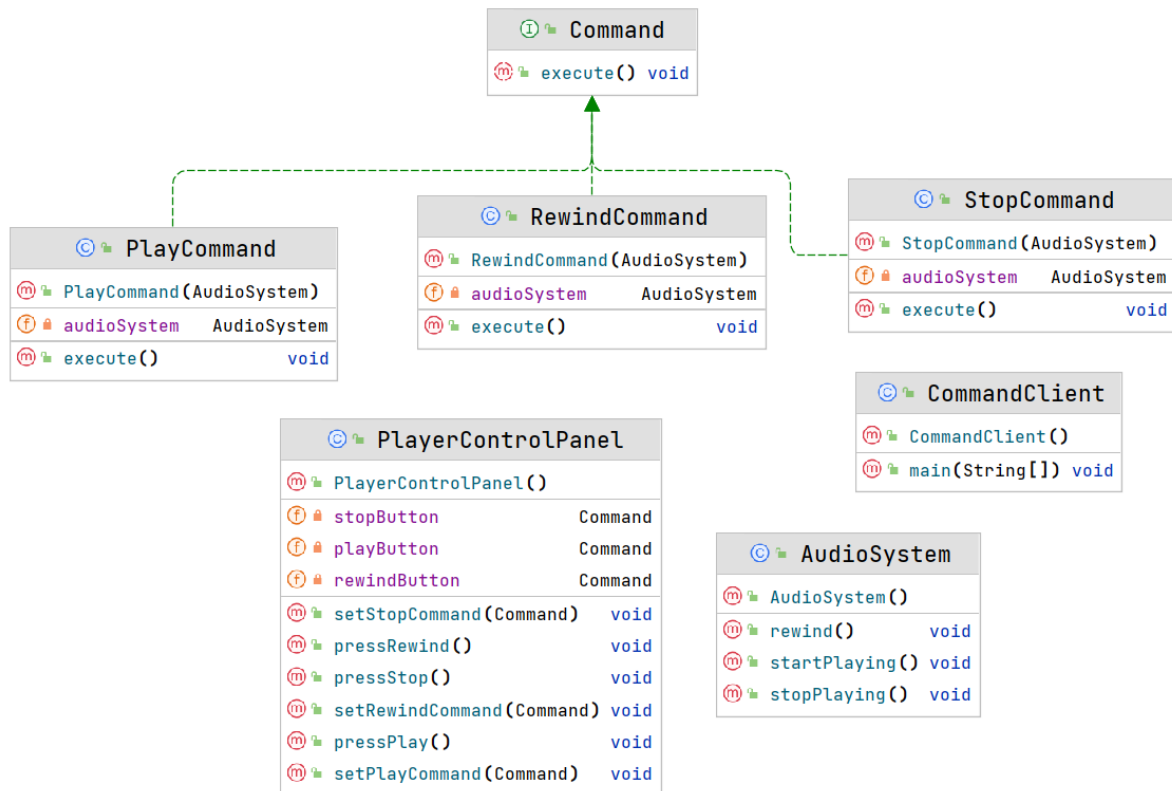 Command
execute() void
PlayCommand
PlayCommand(AudioSystem)
audioSystem AudioSystem
execute() void
RewindCommand
RewindCommand(AudioSystem)
audioSystem AudioSystem
execute() void
StopCommand
StopCommand(AudioSystem)
audioSystem AudioSystem
execute() void
CommandClient
CommandClient()
main(String[]) void
PlayerControlPanel
PlayerControlPanel()
stopButton Command
playButton Command
rewindButton Command
setStopCommand(Command) void
pressRewind() void
pressStop() void
setRewindCommand(Command) void
pressPlay() void
setPlayCommand(Command) void
AudioSystem
AudioSystem()
rewind() void
startPlaying() void
stopPlaying() void